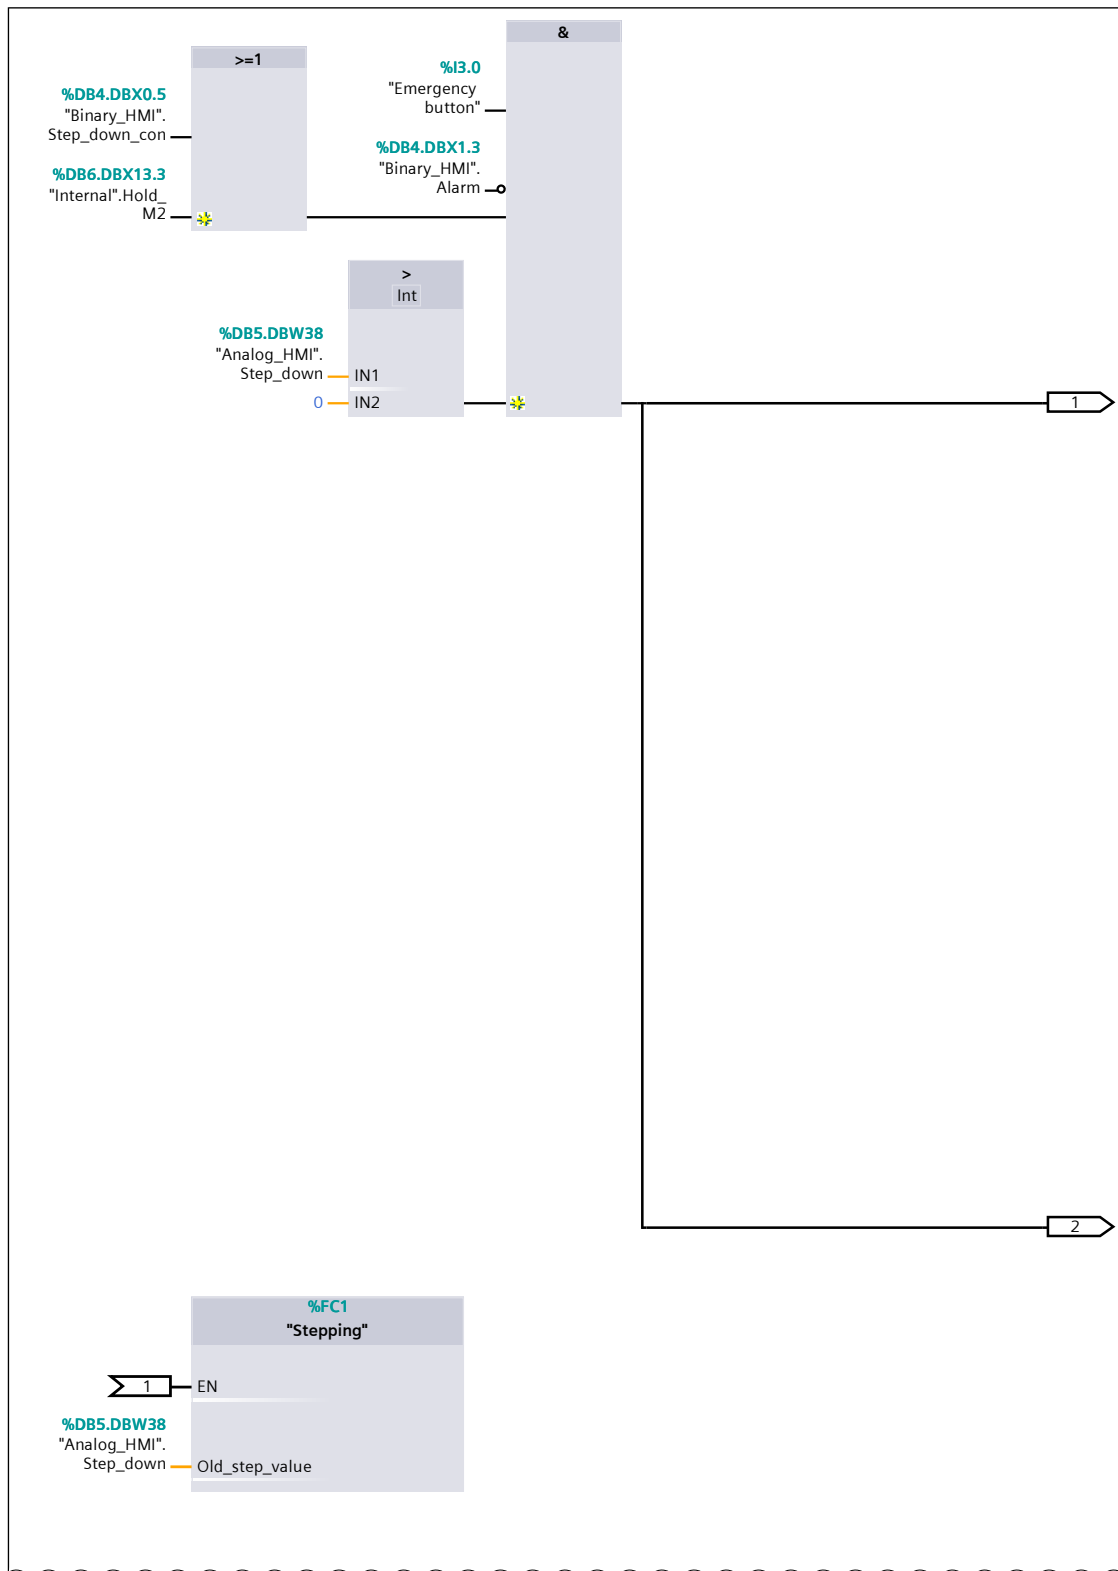 &
>=1
%I3.0
"Emergency
button"
%DB4.DBX0.5
"Binary_HMI".
Step_down_con
%DB4.DBX1.3
"Binary_HMI".
Alarm
%DB6.DBX13.3
"Internal".Hold_
M2
>
Int
%DB5.DBW38
"Analog_HMI".
Step_down
IN1
0
IN2
1
2
%FC1
"Stepping"
1
EN
%DB5.DBW38
"Analog_HMI".
Step_down
Old_step_value